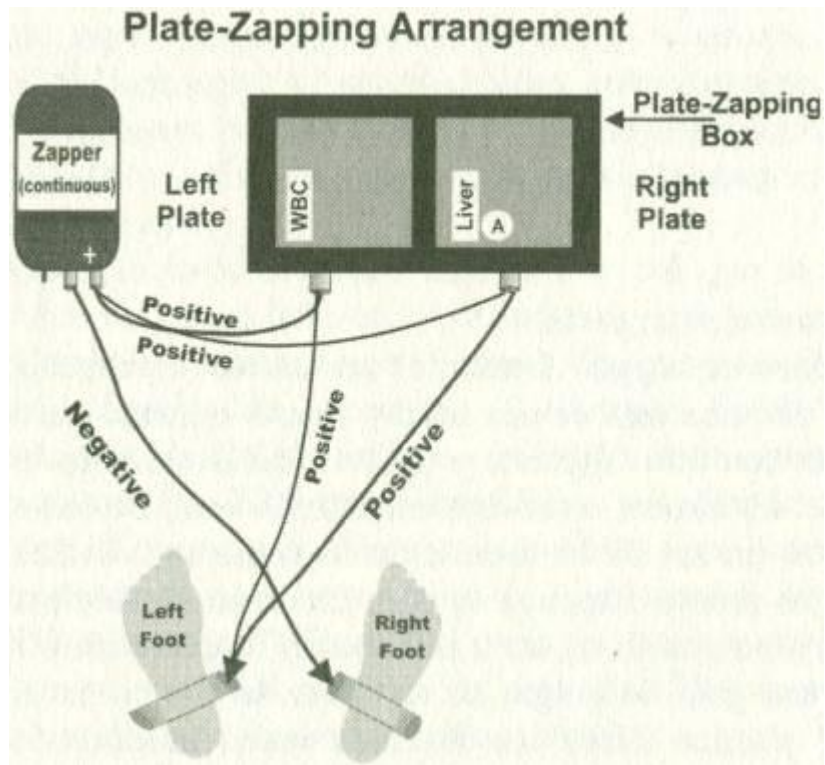 Plate-Zapping Arrangement
Zapper
(continuous)
+
Left
Plate
WBC
Liver
A
Plate-Zapping
Box
Right
Plate
Positive
Positive
Negative
Positive
Positive
Left
Foot
Right
Foot